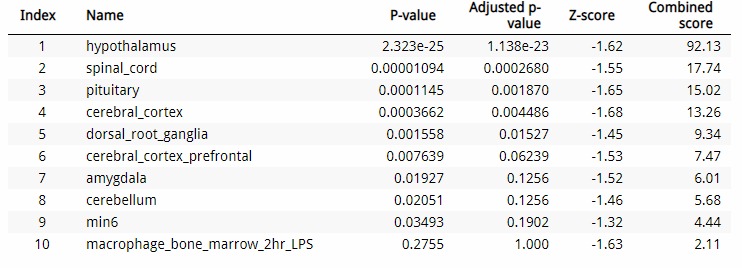 Index Name P-value Adjusted p-value Z-score Combined score
1 hypothalamus 2.323e-25 1.138e-23 -1.62 92.13
2 spinal_cord 0.00001094 0.0002680 -1.55 17.74
3 pituitary 0.0001145 0.001870 -1.65 15.02
4 cerebral_cortex 0.0003662 0.004486 -1.68 13.26
5 dorsal_root_ganglia 0.001558 0.01527 -1.45 9.34
6 cerebral_cortex_prefrontal 0.007639 0.06239 -1.53 7.47
7 amygdala 0.01927 0.1256 -1.52 6.01
8 cerebellum 0.02051 0.1256 -1.46 5.68
9 min6 0.03493 0.1902 -1.32 4.44
10 macrophage_bone_marrow_2hr_LPS 0.2755 1.000 -1.63 2.11